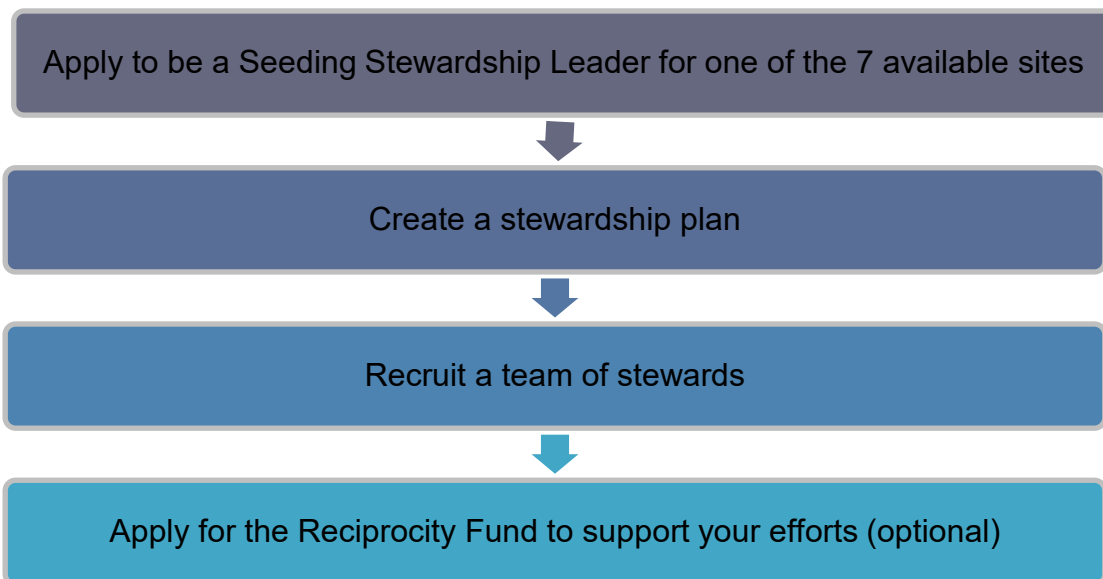 Apply to be a Seeding Stewardship Leader for one of the 7 available sites
Create a stewardship plan
Recruit a team of stewards
Apply for the Reciprocity Fund to support your efforts (optional)